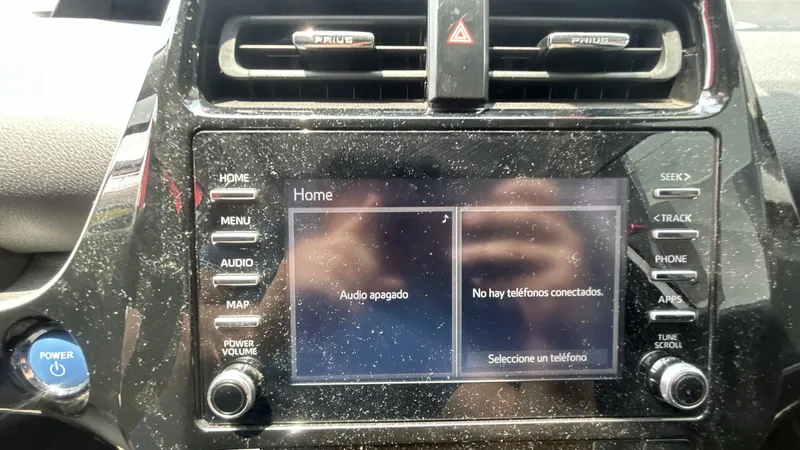 PRIUS
PRIUS
HOME
MENU
AUDIO
MAP
POWER
VOLUME
POWER
Home
Audio apagado
No hay teléfonos conectados.
Seleccione un teléfono
SEEK>
<TRACK
PHONE
APPS
TUNE
SCROLL